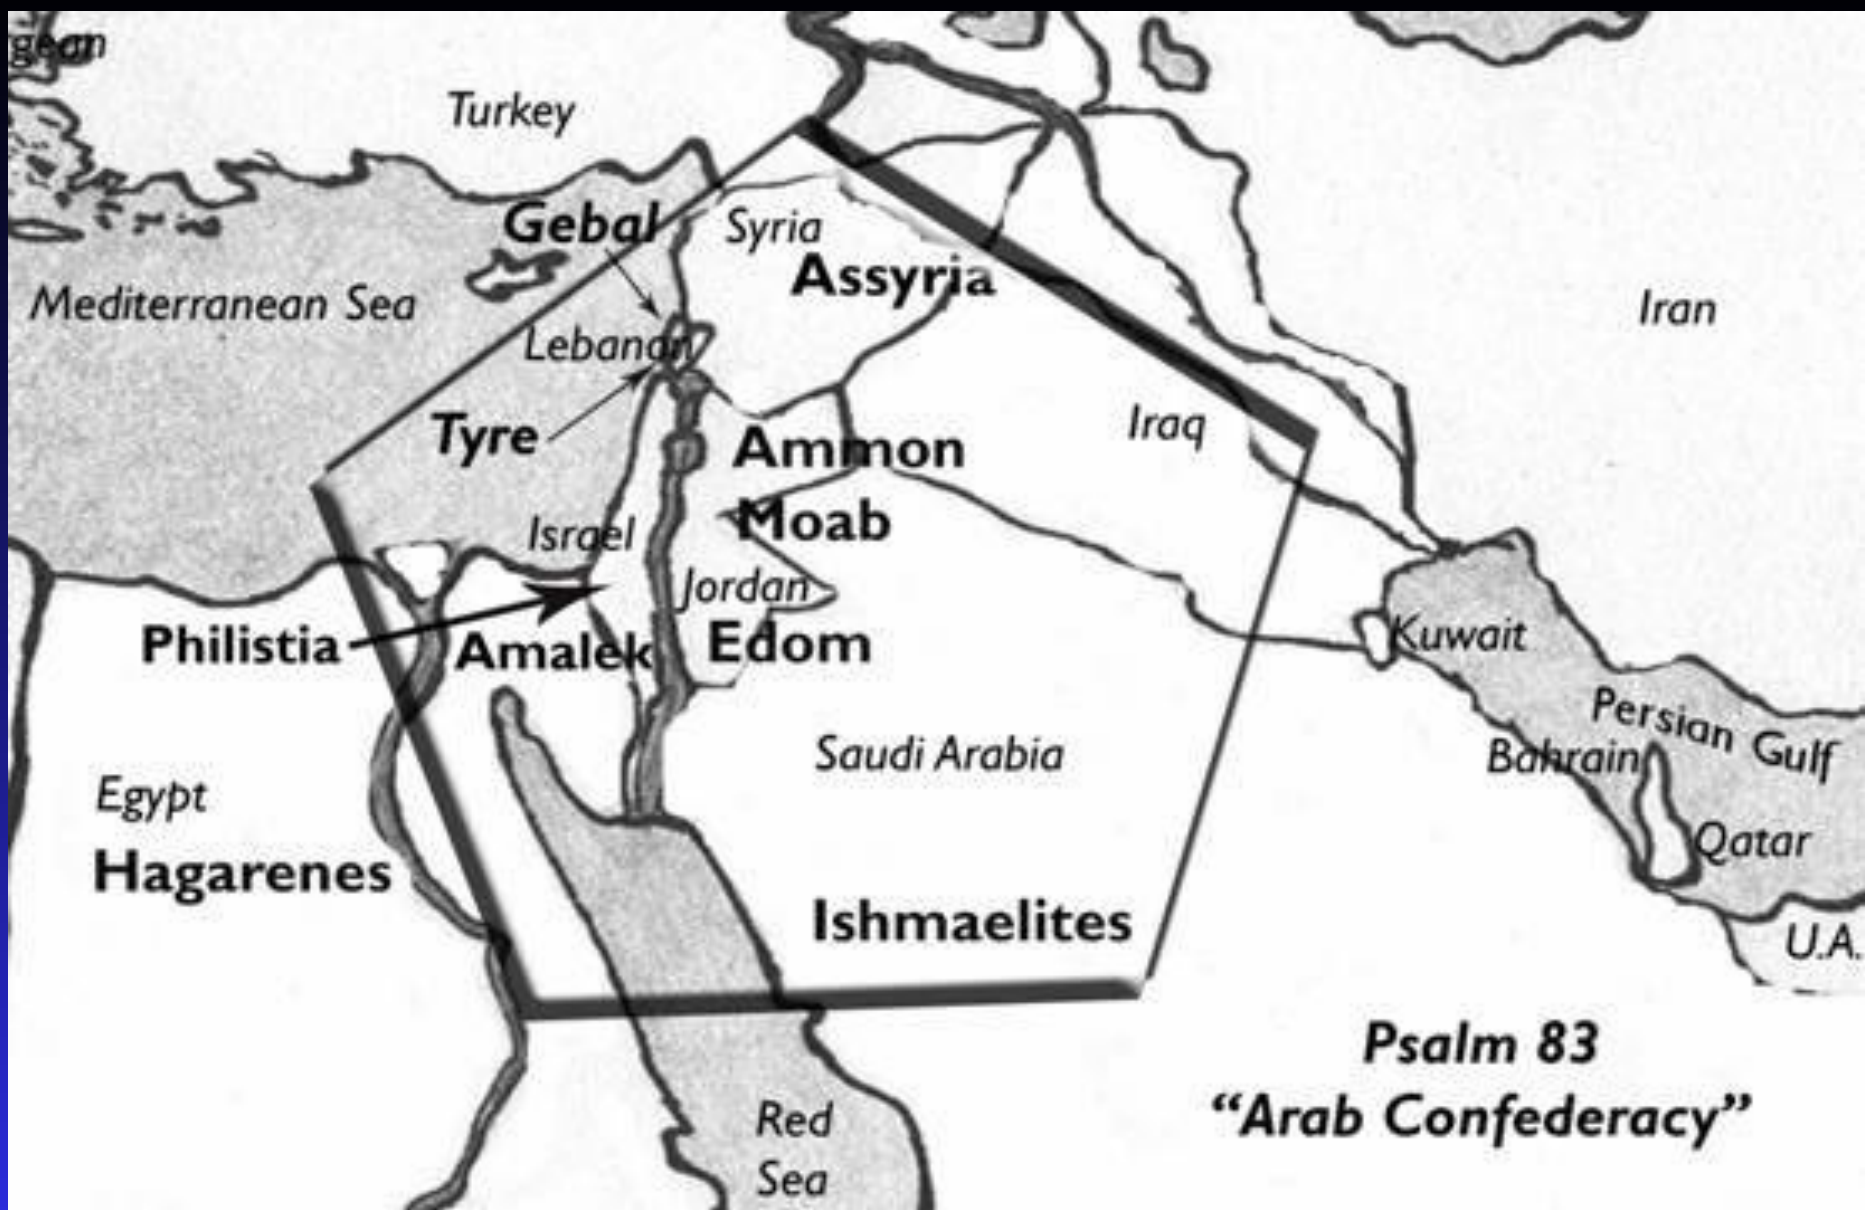 Turkey
Gebal
Syria
Assyria
Mediterranean Sea
Iran
Lebanon
Tyre
Iraq
Ammon
Moab
Israel
Jordan
Philistia
Amalek
Edom
Kuwait
Persian Gulf
Bahrain
Saudi Arabia
Egypt
Qatar
Hagarenes
Ishmaelites
U.A.
Psalm 83
“Arab Confederacy”
Red
Sea